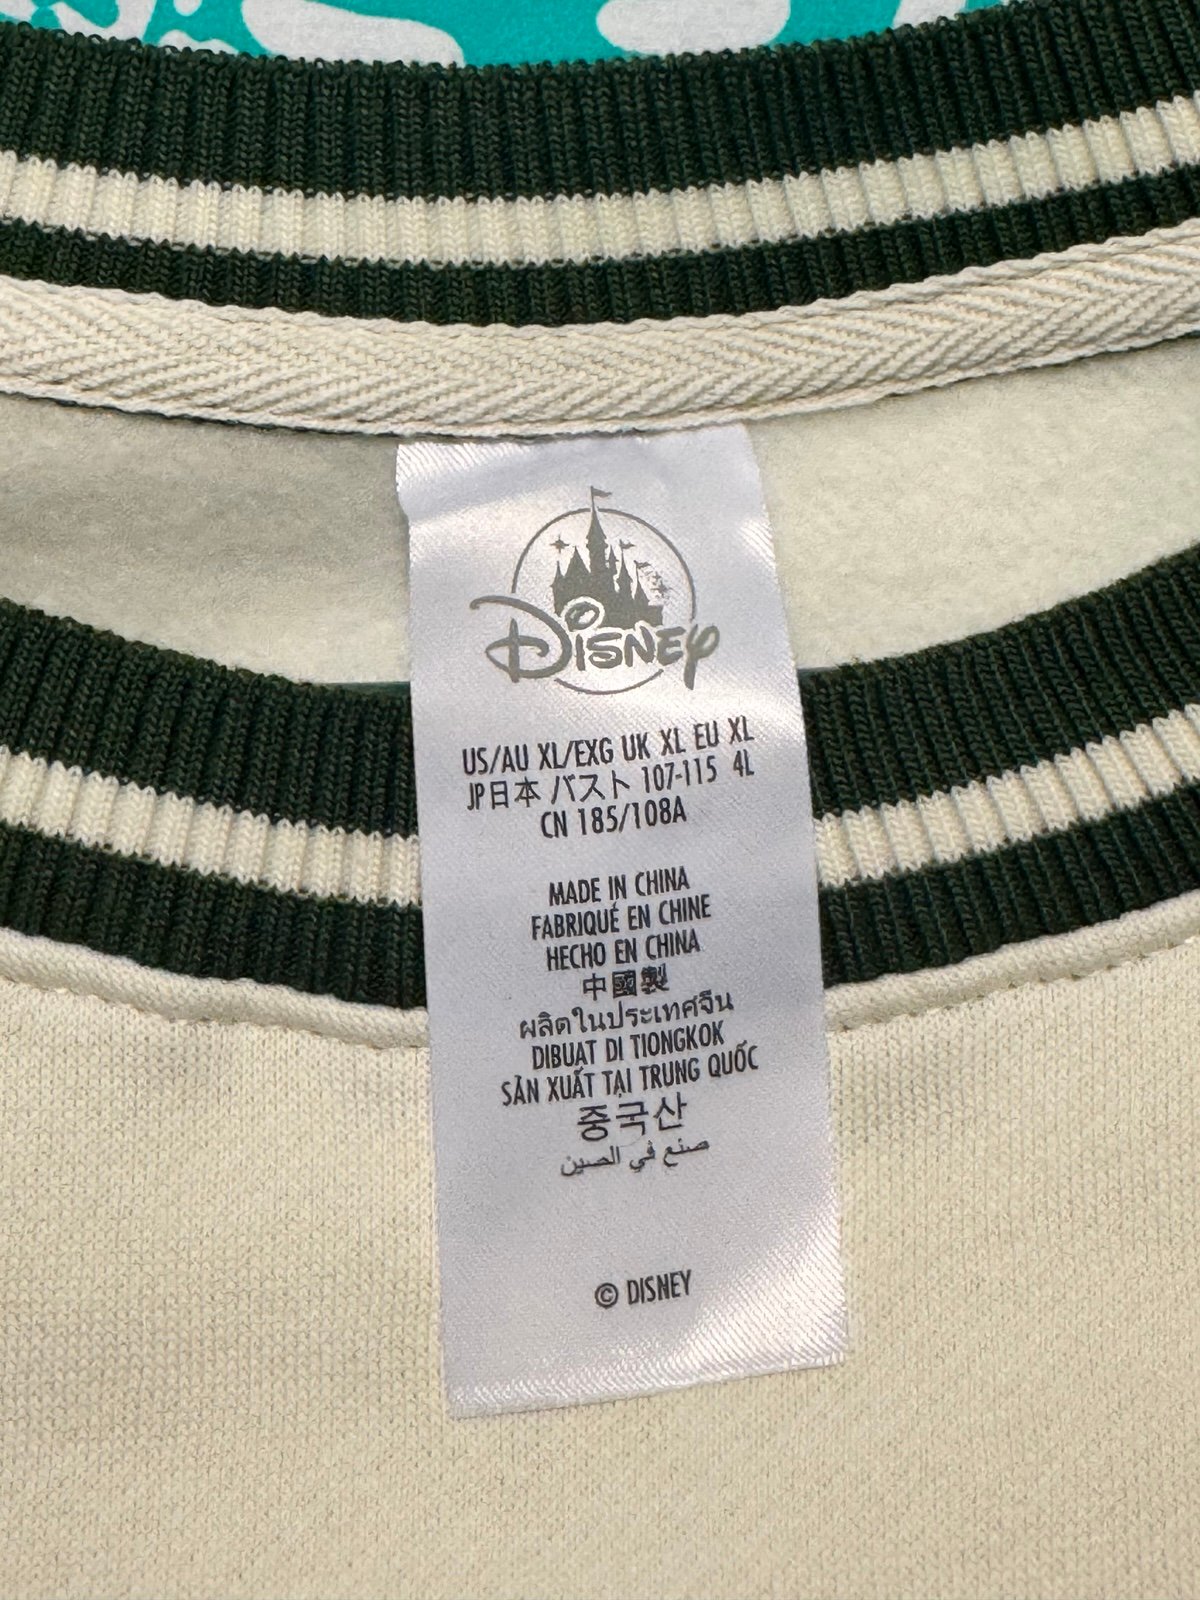 Disney
US/AU XL/EXG UK XL EU XL
JP日本 バスト 107-115 4L
CN 185/108A
MADE IN CHINA
FABRIQUÉ EN CHINE
HECHO EN CHINA
中國製
ผลิตในประเทศจีน
DIBUAT DI TIONGKOK
SẢN XUẤT TẠI TRUNG QUỐC
중국산
صنع في الصين
© DISNEY